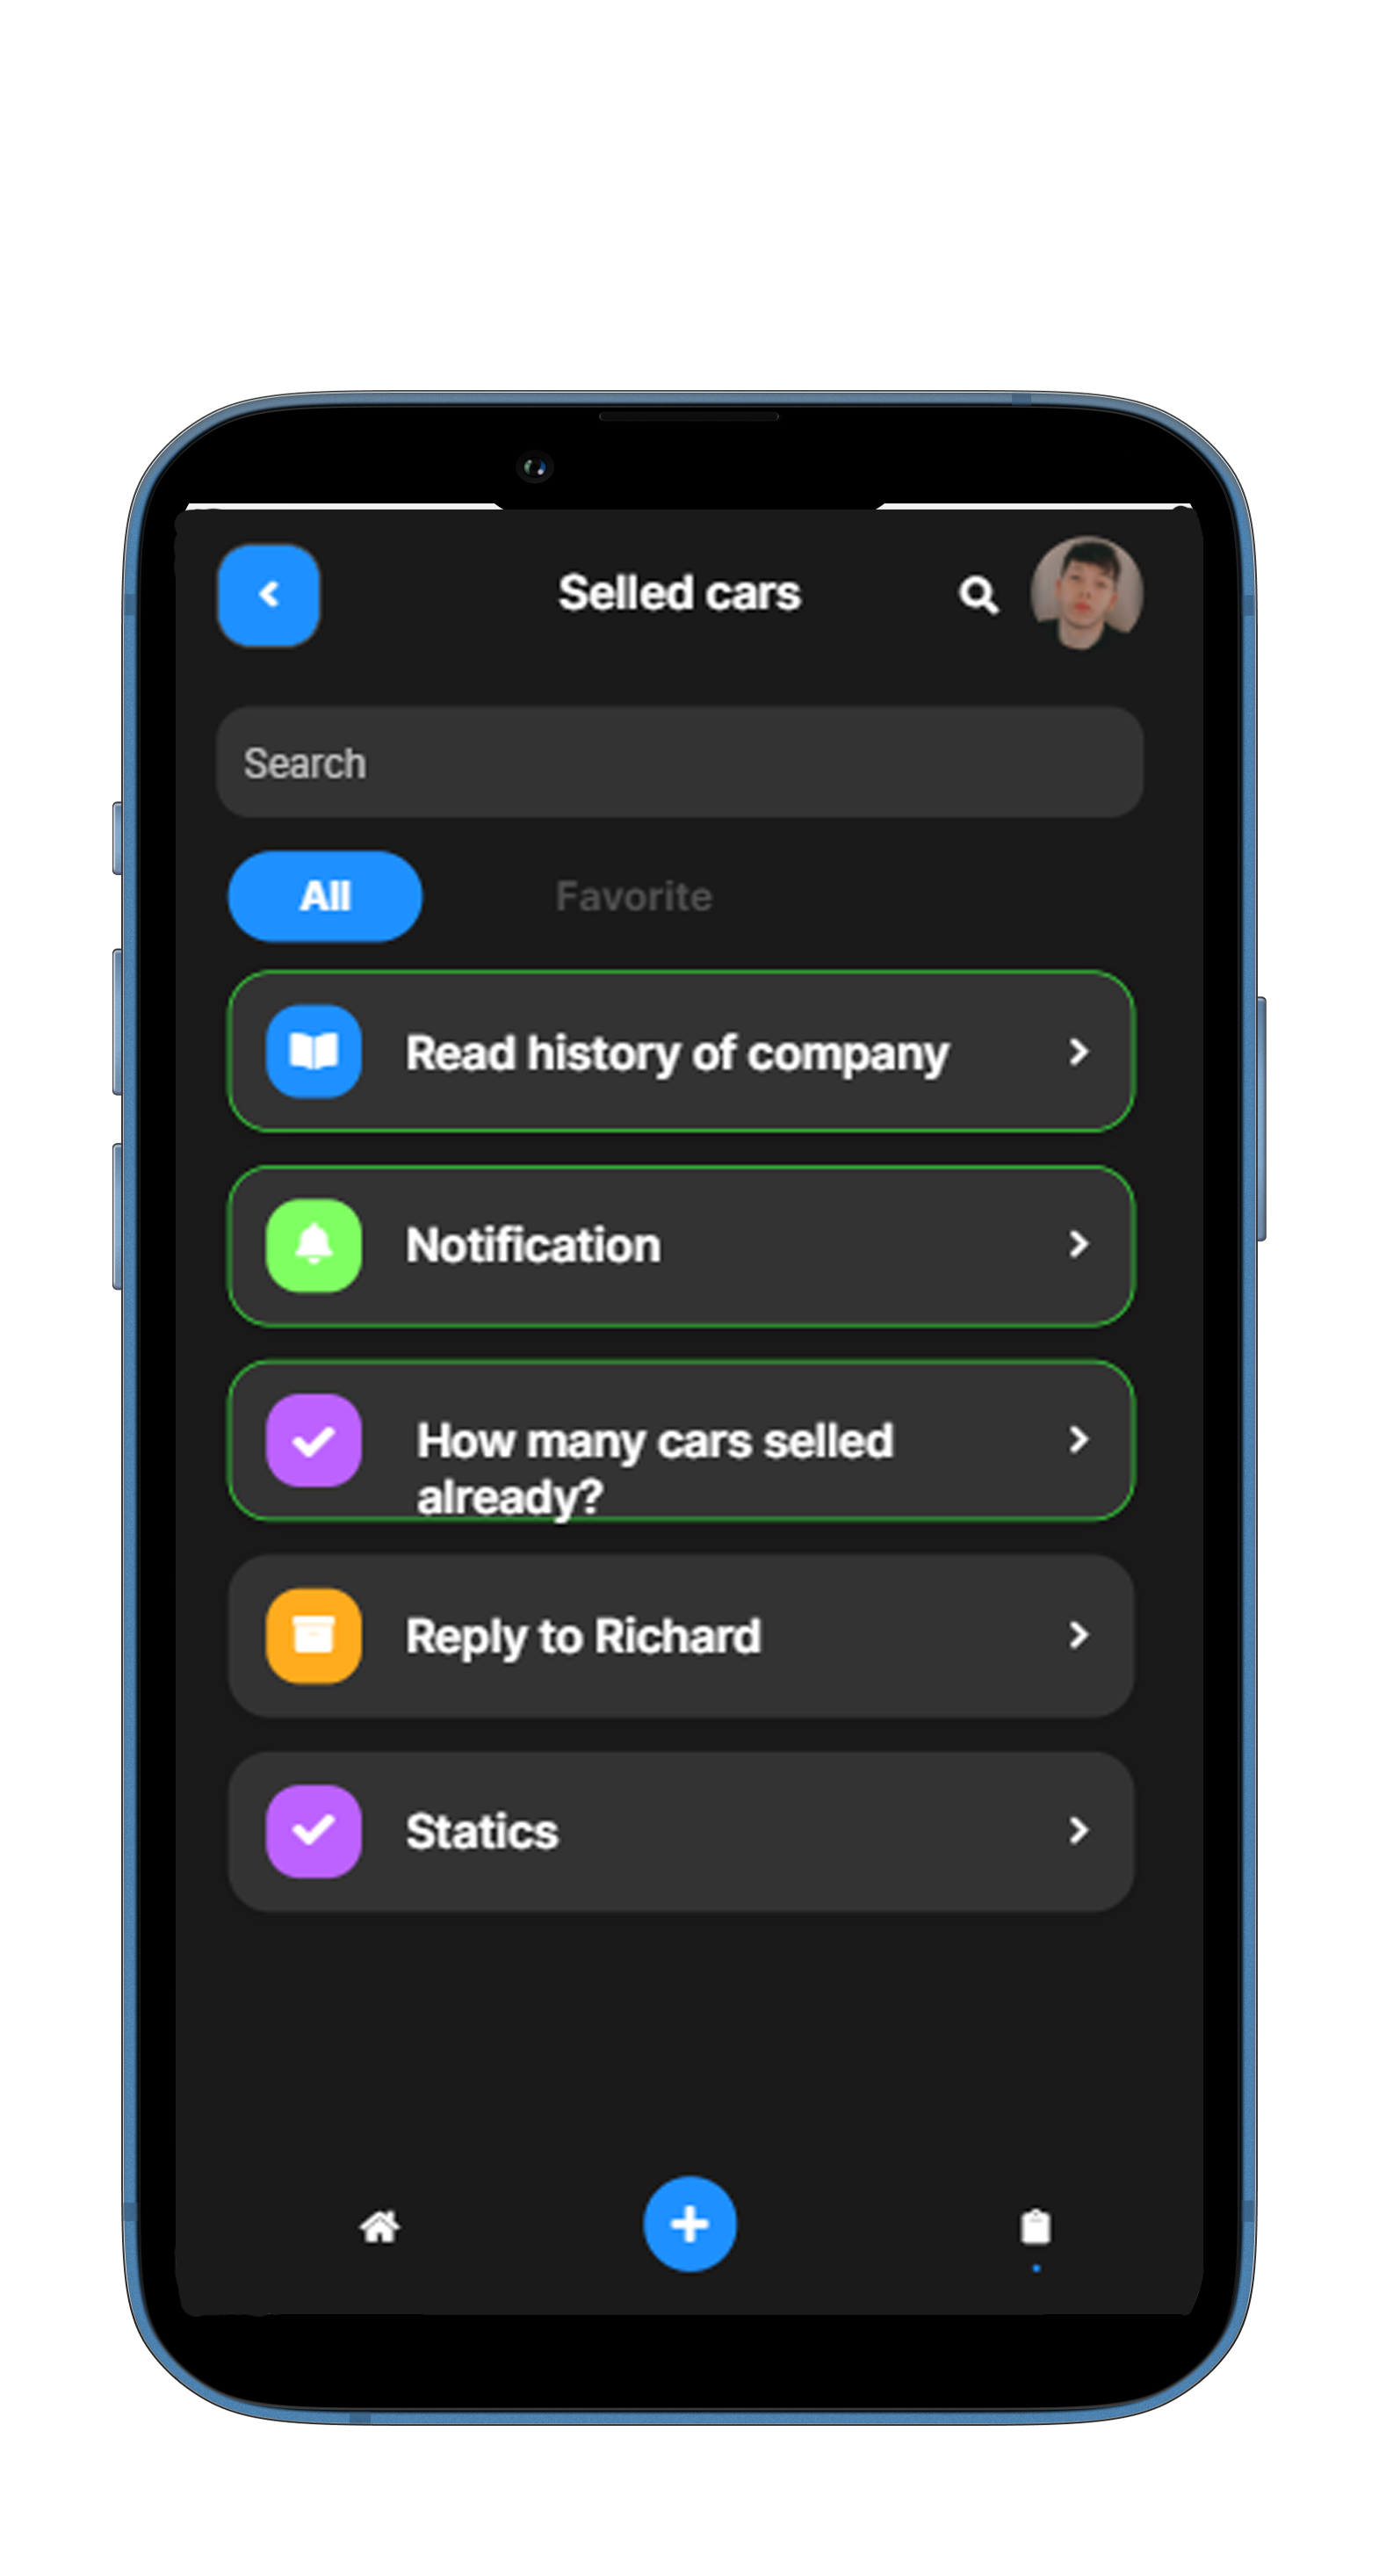 Selled cars
Search
All
Favorite
Read history of company
Notification
How many cars selled
already?
Reply to Richard
Statics